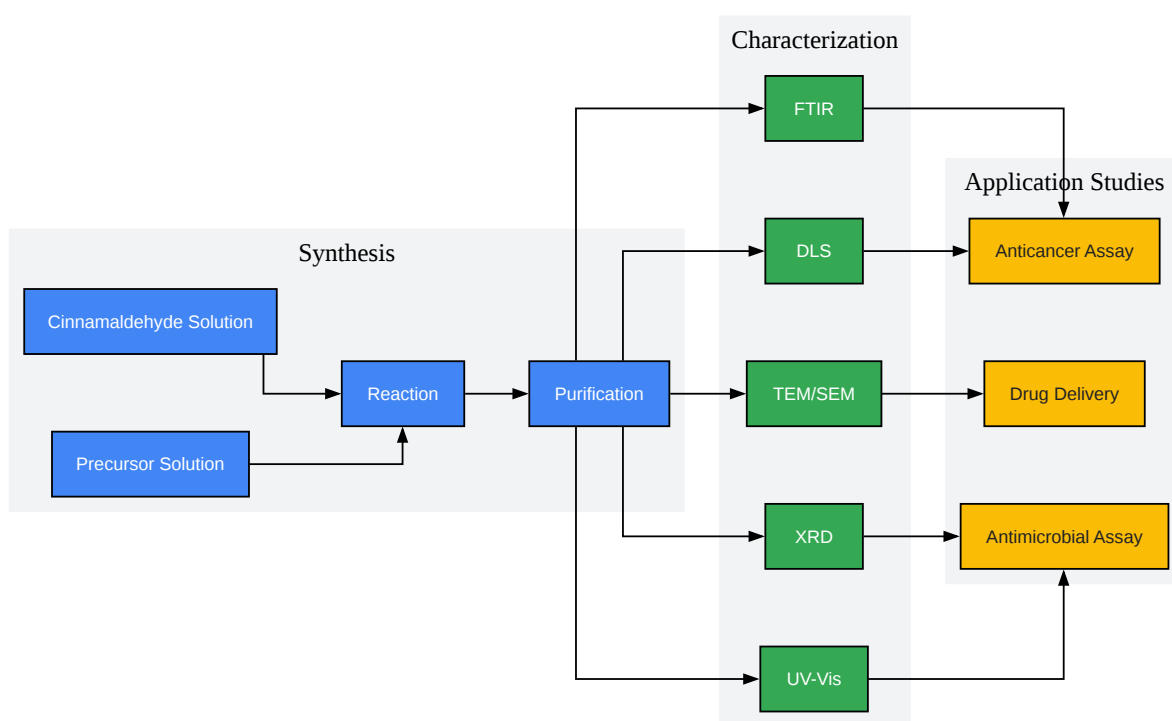 Synthesis
Cinnamaldehyde Solution
Precursor Solution
Reaction
Purification
Characterization
FTIR
DLS
TEM/SEM
XRD
UV-Vis
Application Studies
Anticancer Assay
Drug Delivery
Antimicrobial Assay